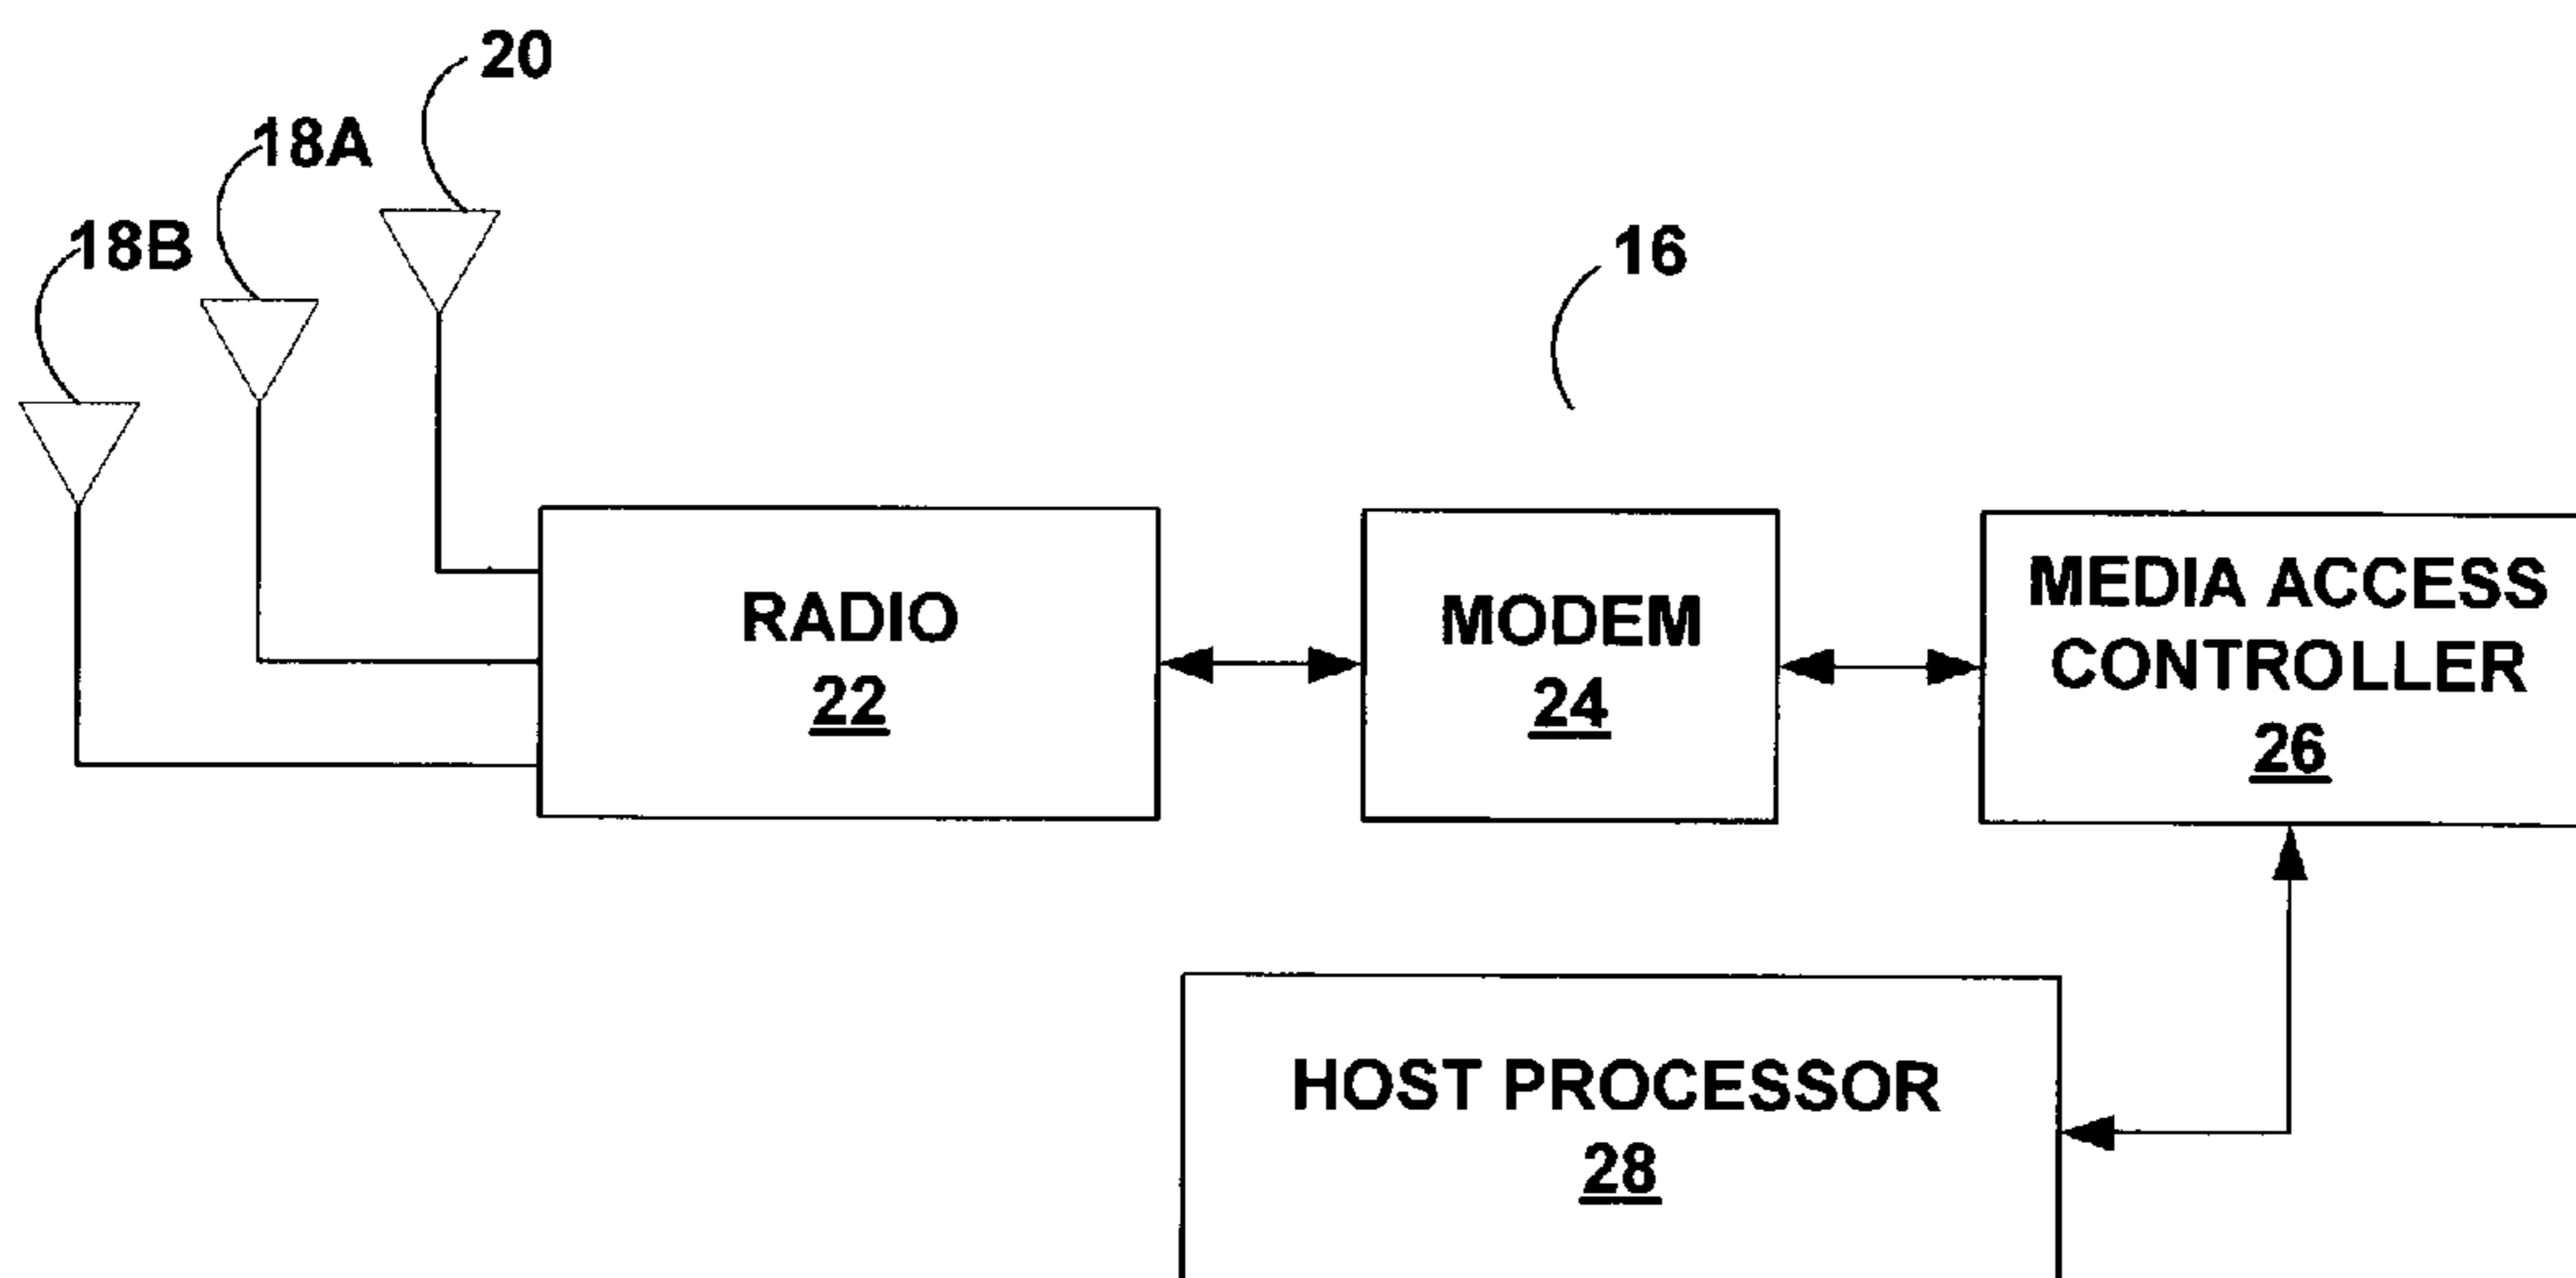 20
18A
18B
16
RADIO
22
MODEM
24
MEDIA ACCESS
CONTROLLER
26
HOST PROCESSOR
28